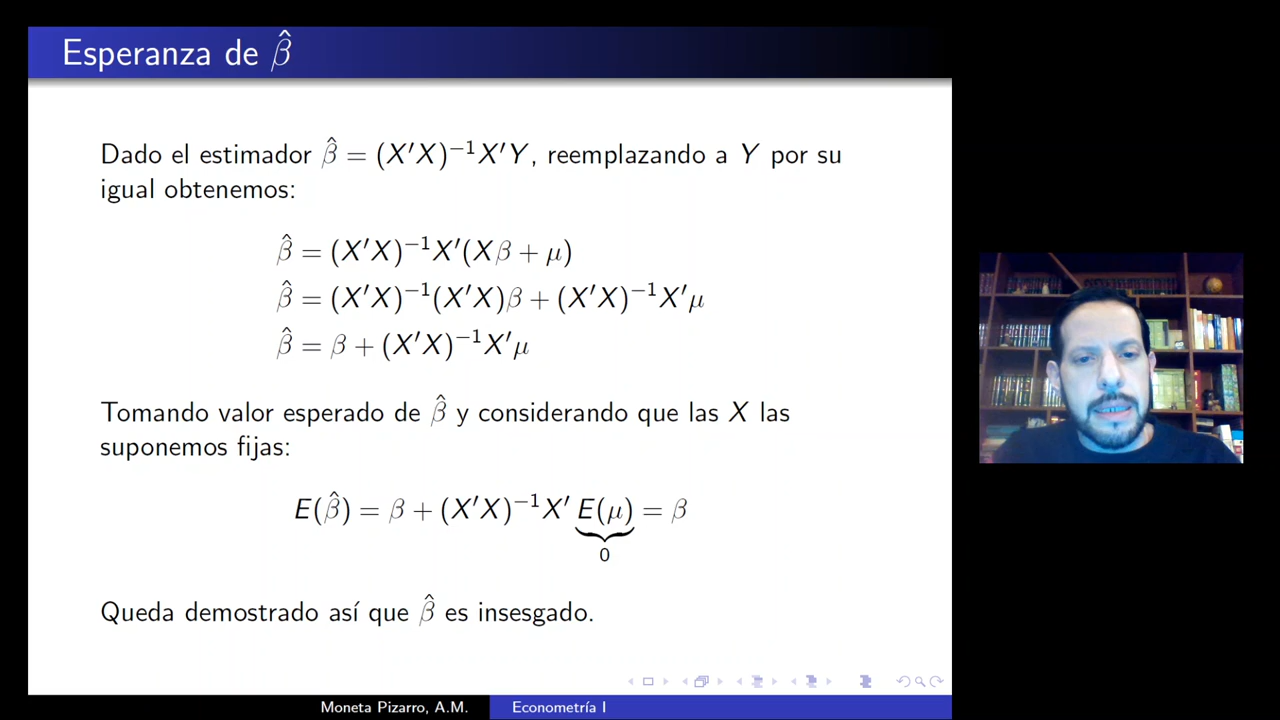 Esperanza de β̂
Dado el estimador β̂ = (X′X)⁻¹X′Y, reemplazando a Y por su
igual obtenemos:
β̂ = (X′X)⁻¹X′(Xβ + μ)
β̂ = (X′X)⁻¹(X′X)β + (X′X)⁻¹X′μ
β̂ = β + (X′X)⁻¹X′μ
Tomando valor esperado de β̂ y considerando que las X las
suponemos fijas:
E(β̂) = β + (X′X)⁻¹X′ E(μ) = β
0
Queda demostrado así que β̂ es insesgado.
Moneta Pizarro, A.M. Econometría I